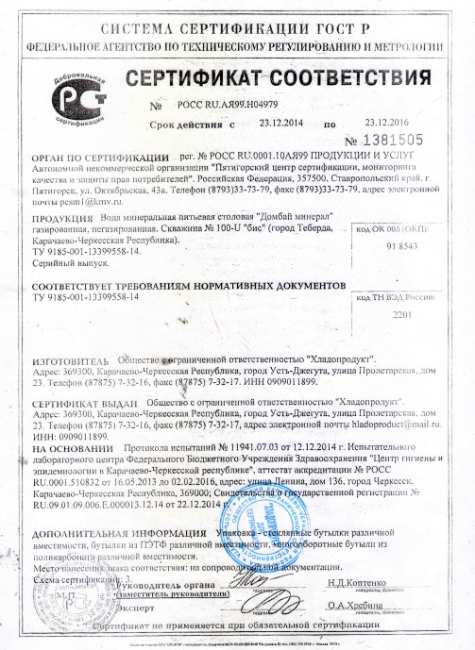 СИСТЕМА СЕРТИФИКАЦИИ ГОСТ Р
ФЕДЕРАЛЬНОЕ АГЕНТСТВО ПО ТЕХНИЧЕСКОМУ РЕГУЛИРОВАНИЮ И МЕТРОЛОГИИ
Добровольная
сертификация
СЕРТИФИКАТ СООТВЕТСТВИЯ
№ РОСС RU.АЯ99.Н04979
Срок действия с 23.12.2014 по 23.12.2016
№ 1381505
ОРГАН ПО СЕРТИФИКАЦИИ рег. № РОСС RU.0001.10АЯ99 ПРОДУКЦИИ И УСЛУГ
Автономной некоммерческой организации "Пятигорский центр сертификации, мониторинга
качества и защиты прав потребителей". Российская Федерация, 357500, Ставропольский край, г.
Пятигорск, ул. Октябрьская, 43а. Телефон (8793)33-73-79, факс (8793)33-73-79, адрес электронной
почты pcsm1@kmv.ru.
ПРОДУКЦИЯ Вода минеральная питьевая столовая "Домбай минерал"
газированная, негазированная. Скважина № 100-U "бис" (город Теберда,
Карачаево-Черкесская Республика).
ТУ 9185-001-13399558-14.
Серийный выпуск.
код ОК 005 (ОКП):
91 8543
СООТВЕТСТВУЕТ ТРЕБОВАНИЯМ НОРМАТИВНЫХ ДОКУМЕНТОВ
ТУ 9185-001-13399558-14
код ТН ВЭД России:
2201
ИЗГОТОВИТЕЛЬ Общество с ограниченной ответственностью "Хладопродукт".
Адрес: 369300, Карачаево-Черкесская Республика, город Усть-Джегута, улица Пролетарская, дом
23. Телефон (87875) 7-32-16, факс (87875) 7-32-17. ИНН 0909011899.
СЕРТИФИКАТ ВЫДАН Общество с ограниченной ответственностью "Хладопродукт".
Адрес: 369300, Карачаево-Черкесская Республика, город Усть-Джегута, улица Пролетарская, дом
23. Телефон (87875) 7-32-16, факс (87875) 7-32-17, адрес электронной почты hladoproduct@mail.ru.
ИНН 0909011899.
НА ОСНОВАНИИ Протокола испытаний № 11941.07.03 от 12.12.2014 г. Испытательного
лабораторного центра Федерального Бюджетного Учреждений Здравоохранения "Центр гигиены и
эпидемиологии в Карачаево-Черкесской республике", аттестат аккредитации № РОСС
RU.0001.510832 от 16.05.2013 до 02.02.2016, адрес: улица Ленина, дом 136, город Черкесск,
Карачаево-Черкесская Республика, 369000; Свидетельства о государственной регистрации №
RU.09.01.09.006.Е.000013.12.14 от 22.12.2014 г.
ДОПОЛНИТЕЛЬНАЯ ИНФОРМАЦИЯ Упаковка - стеклянные бутылки различной
вместимости, бутылки из ПЭТФ различной вместимости, многооборотные бутыли из
поликарбоната различной вместимости.
Место нанесения знака соответствия: на сопроводительной документации.
Схема сертификации: 3.
М.П.
Руководитель органа
(заместитель руководителя)
Н.Д.Коптенко
Эксперт
О.А.Хребина
Сертификат не применяется при обязательной сертификации